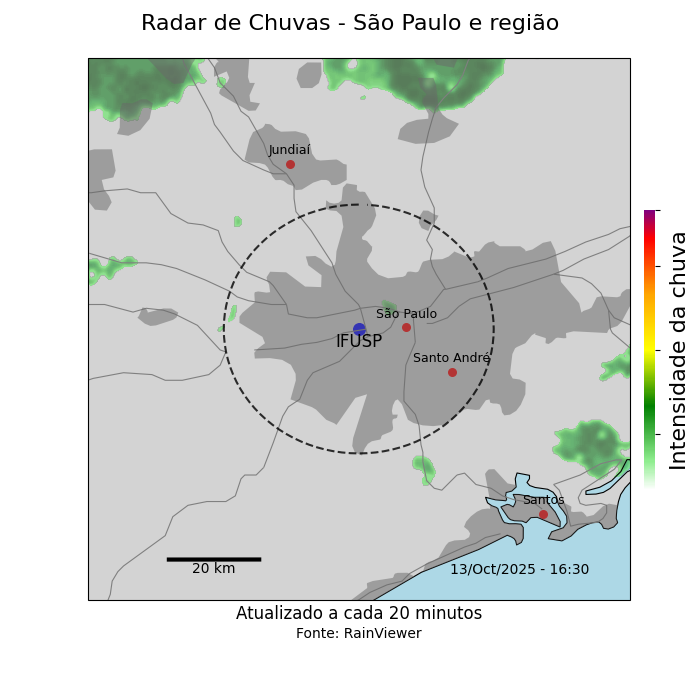 Radar de Chuvas - São Paulo e região
Jundiaí
São Paulo
IFUSP
Santo André
Santos
20 km
13/Oct/2025 - 16:30
Intensidade da chuva
Atualizado a cada 20 minutos
Fonte: RainViewer